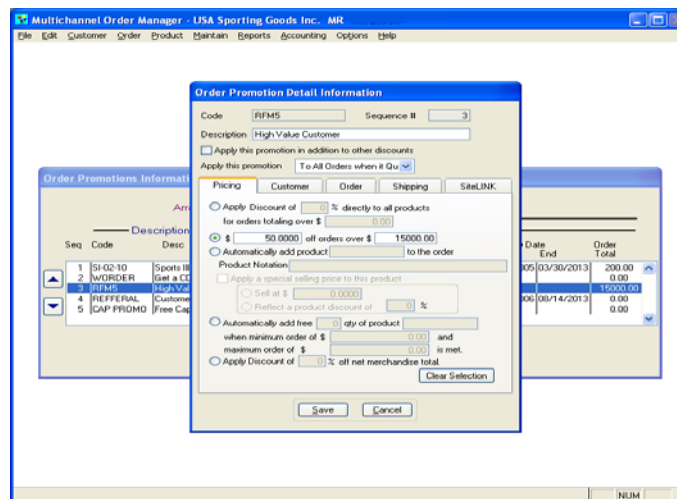 Multichannel Order Manager - USA Sporting Goods Inc. MR
File Edit Customer Order Product Maintain Reports Accounting Options Help
Order Promotion Detail Information
Code RFM5 Sequence # 3
Description High Value Customer
Apply this promotion in addition to other discounts
Apply this promotion To All Orders when it Qu
Pricing Customer Order Shipping SiteLINK
Apply Discount of 0 % directly to all products
for orders totaling over $ 0.00
$ 50.0000 off orders over $ 15000.00
Automatically add product to the order
Product Notation
Apply a special selling price to this product
Sell at $ 0.0000
Reflect a product discount of 0 %
Automatically add free 0 qty of product
when minimum order of $ 0.00 and
maximum order of $ 0.00 is met.
Apply Discount of 0 % off net merchandise total.
Clear Selection
Save Cancel
Order Promotions Informati
Description
Seq Code Desc Date End Order Total
1 SI-02-10 Sports Ill 03/30/2013 200.00
2 WORDER Get a CD 0.00
3 RFM5 High Val 15000.00
4 REFFERAL Custome 08/14/2013 0.00
5 CAP PROMO Free Cap 0.00
NUM